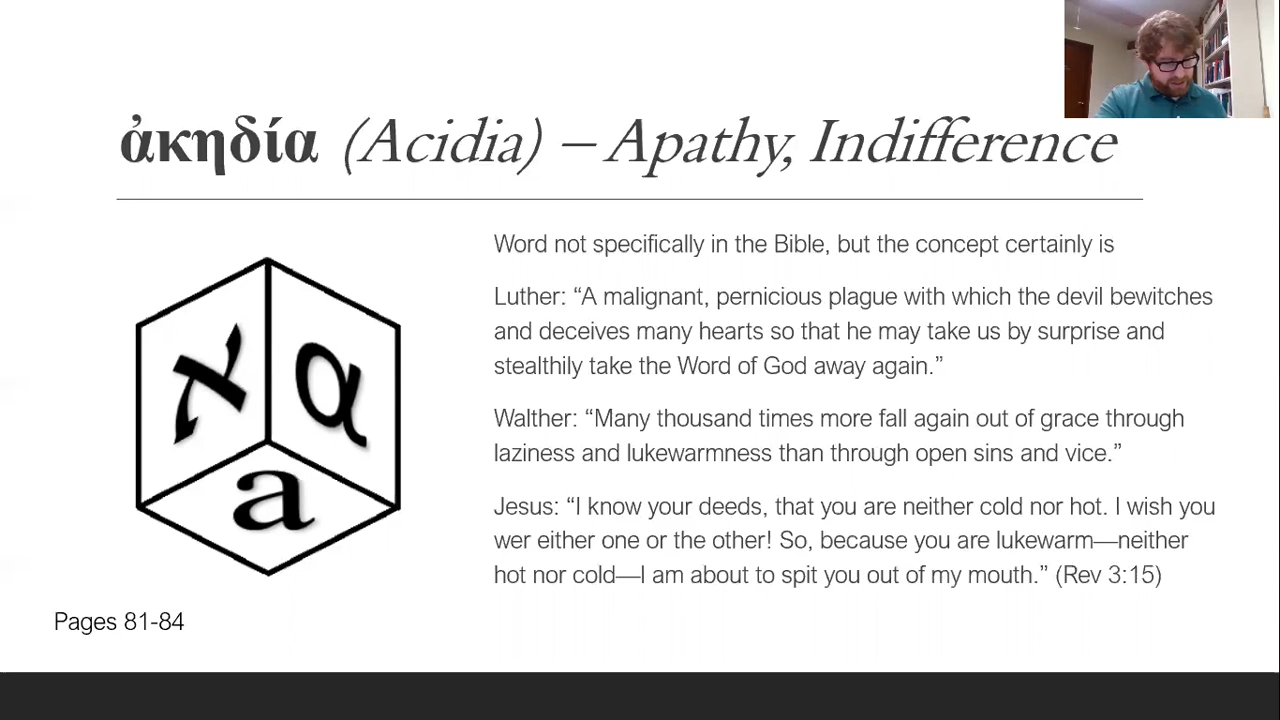 ἀκηδία (Acidia) – Apathy, Indifference
Word not specifically in the Bible, but the concept certainly is
Luther: “A malignant, pernicious plague with which the devil bewitches
and deceives many hearts so that he may take us by surprise and
stealthily take the Word of God away again.”
Walther: “Many thousand times more fall again out of grace through
laziness and lukewarmness than through open sins and vice.”
Jesus: “I know your deeds, that you are neither cold nor hot. I wish you
wer either one or the other! So, because you are lukewarm—neither
hot nor cold—I am about to spit you out of my mouth.” (Rev 3:15)
א α
a
Pages 81-84